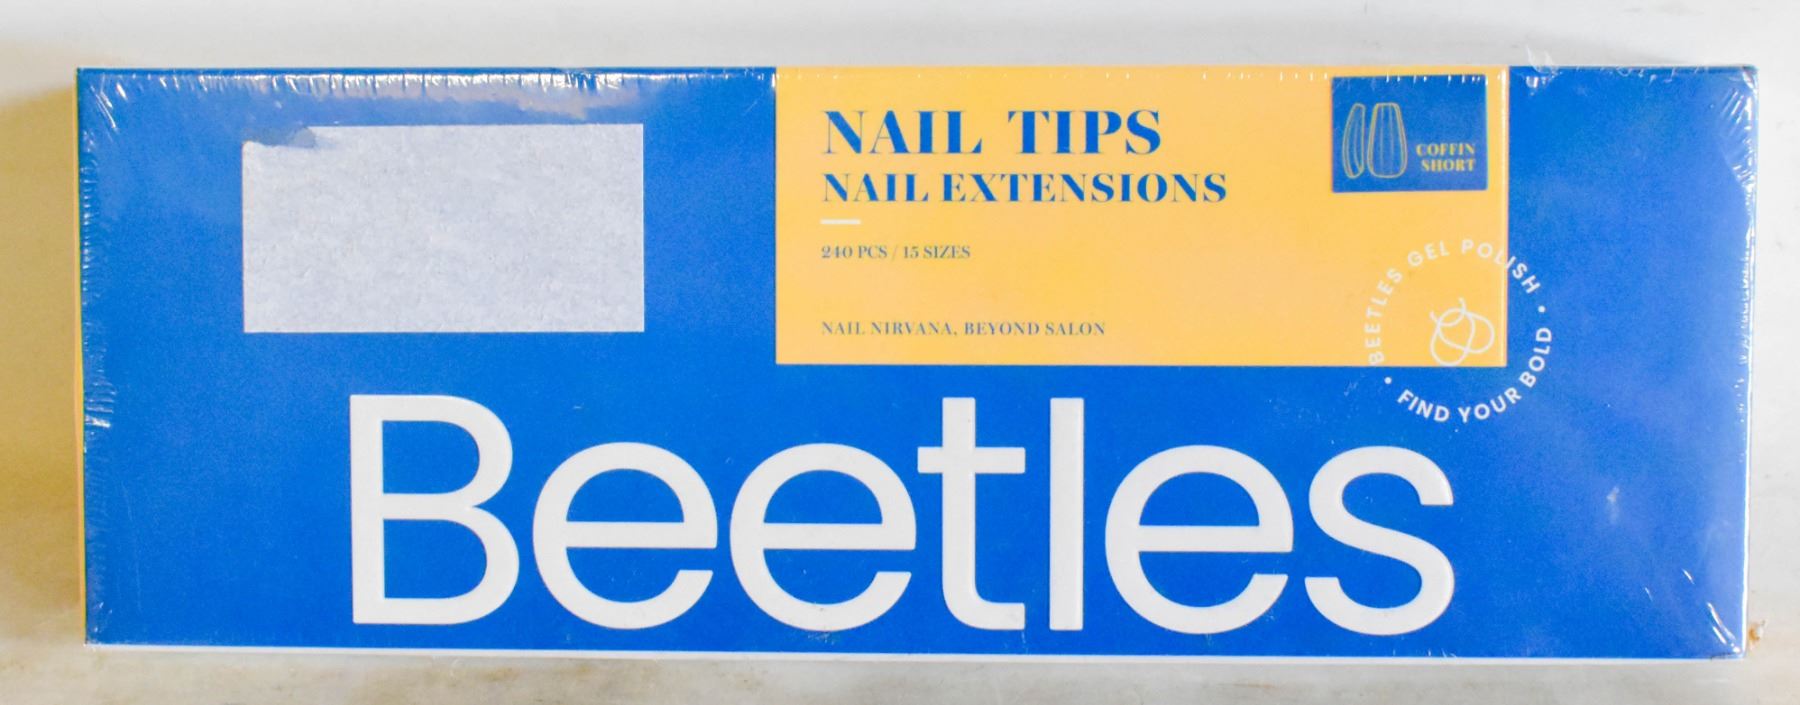 NAIL TIPS
NAIL EXTENSIONS
240 PCS / 15 SIZES
NAIL NIRVANA, BEYOND SALON
COFFIN
SHORT
BEETLES GEL POLISH •
FIND YOUR BOLD •
Beetles